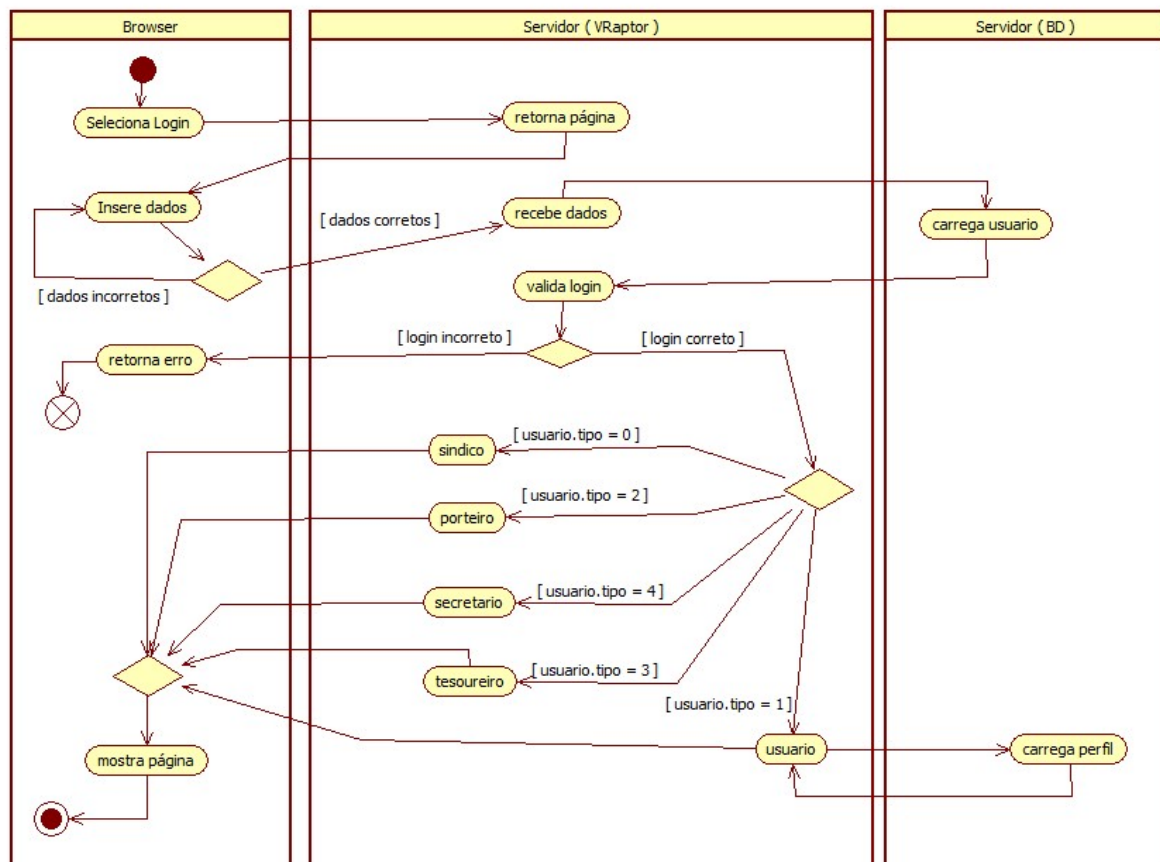 Browser
Servidor ( VRaptor )
Servidor ( BD )
Seleciona Login
retorna página
Insere dados
[ dados corretos ]
recebe dados
carrega usuario
[ dados incorretos ]
valida login
[ login incorreto ]
[ login correto ]
retorna erro
[ usuario.tipo = 0 ]
sindico
[ usuario.tipo = 2 ]
porteiro
[ usuario.tipo = 4 ]
secretario
[ usuario.tipo = 3 ]
tesoureiro
[ usuario.tipo = 1 ]
mostra página
usuario
carrega perfil